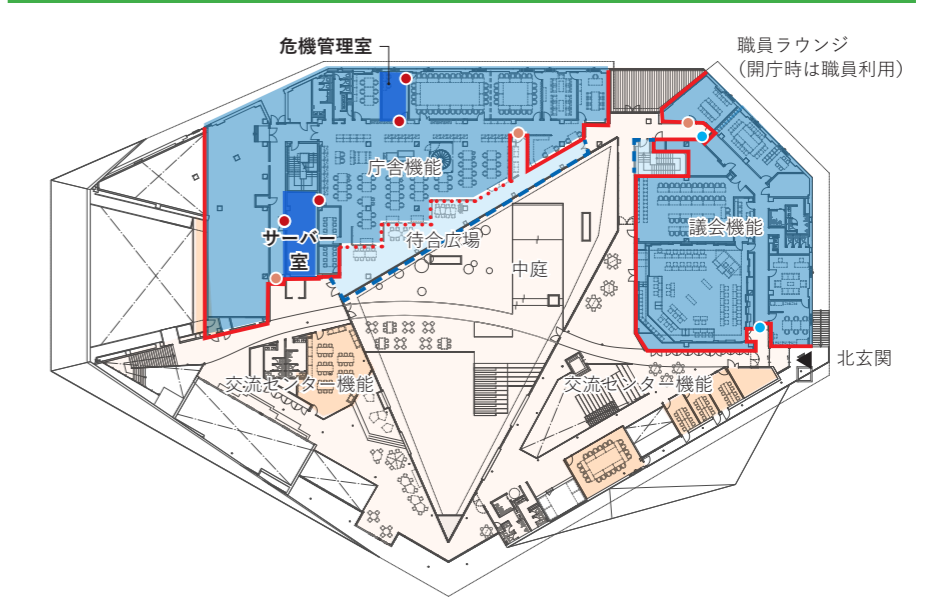 危機管理室
職員ラウンジ
（開庁時は職員利用）
庁舎機能
議会機能
サーバー
室
待合広場
中庭
北玄関
交流センター機能
交流センター機能